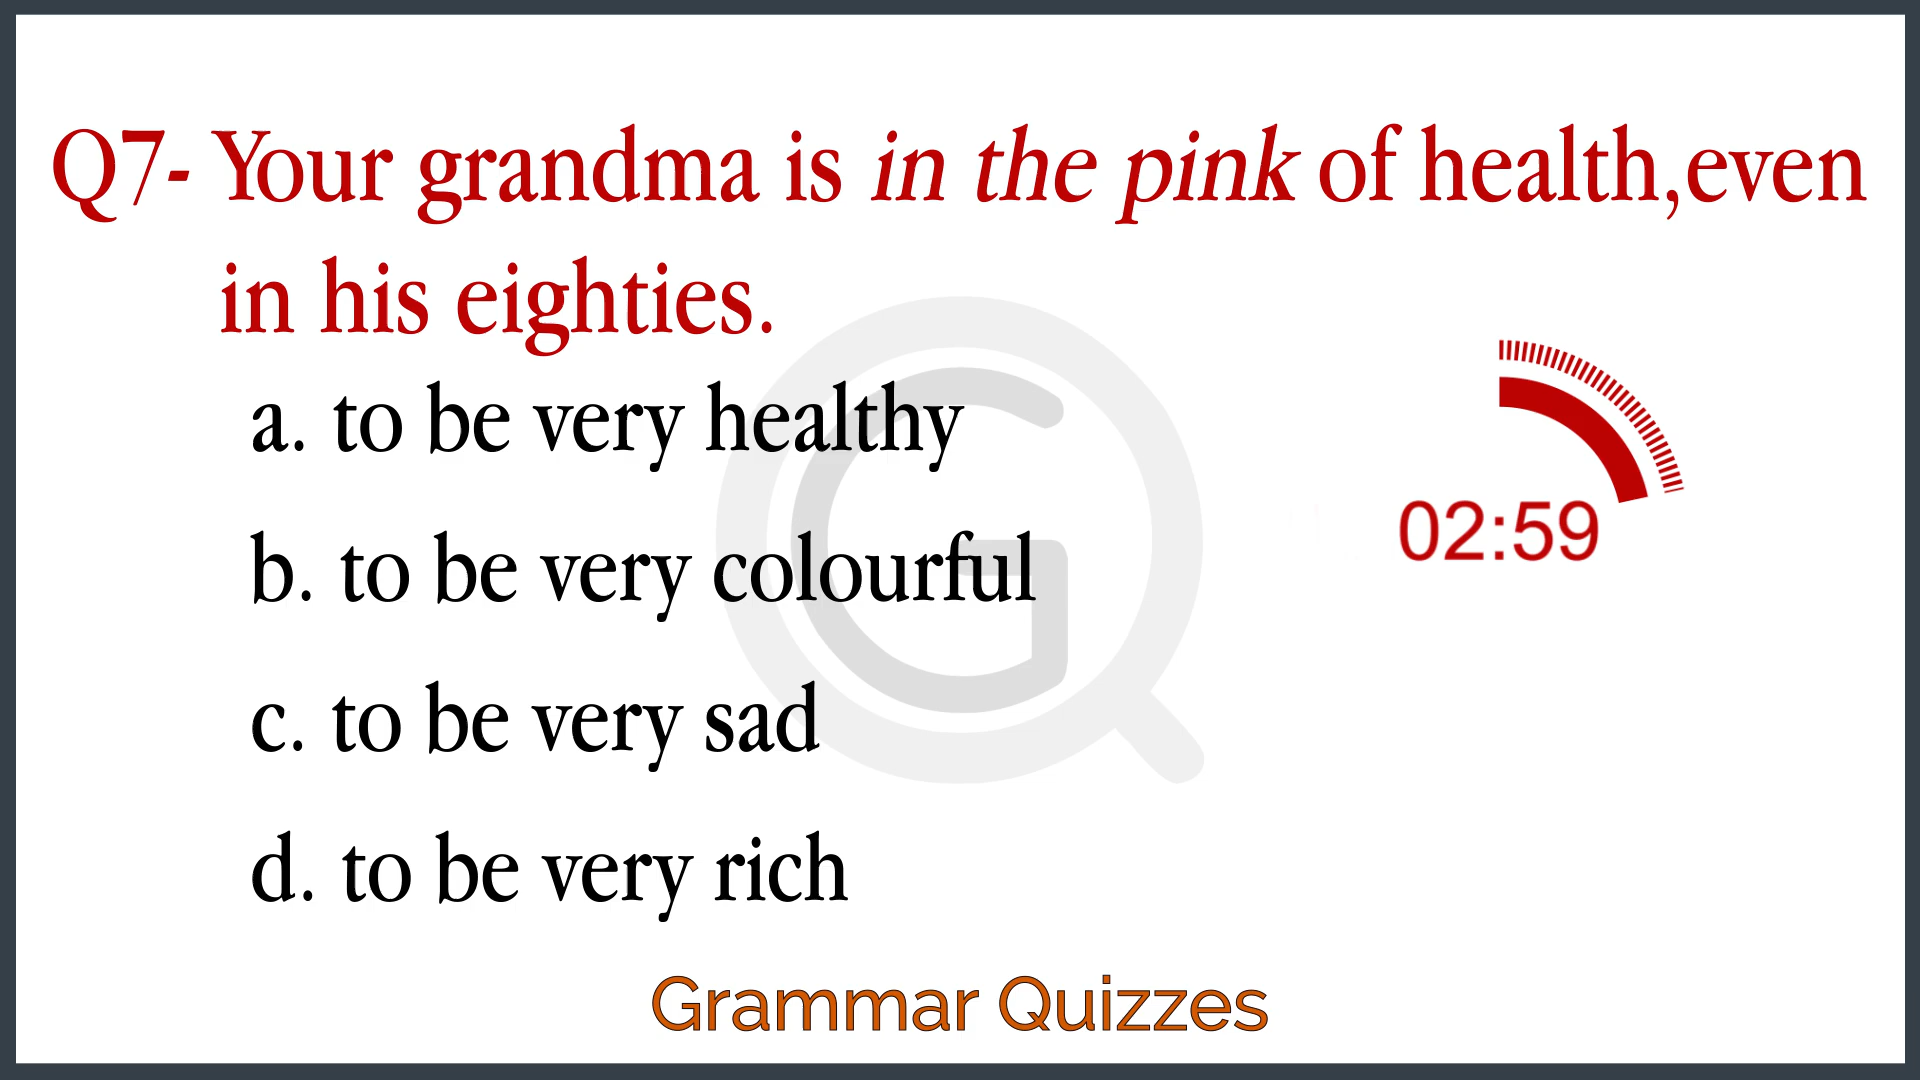 Q7- Your grandma is in the pink of health,even
in his eighties.
a. to be very healthy
b. to be very colourful
c. to be very sad
d. to be very rich
02:59
Grammar Quizzes